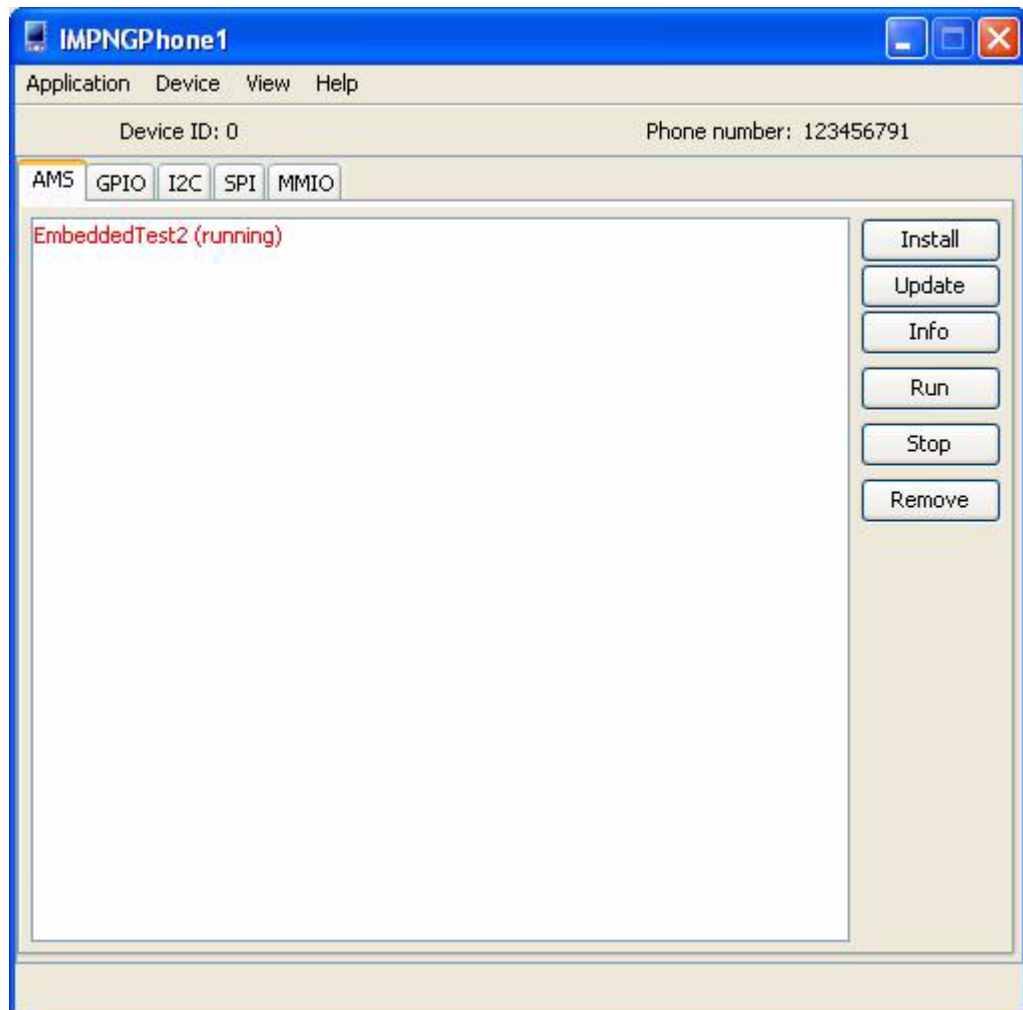 IMPNGPhone1
Application Device View Help
Device ID: 0 Phone number: 123456791
AMS GPIO I2C SPI MMIO
EmbeddedTest2 (running)
Install
Update
Info
Run
Stop
Remove